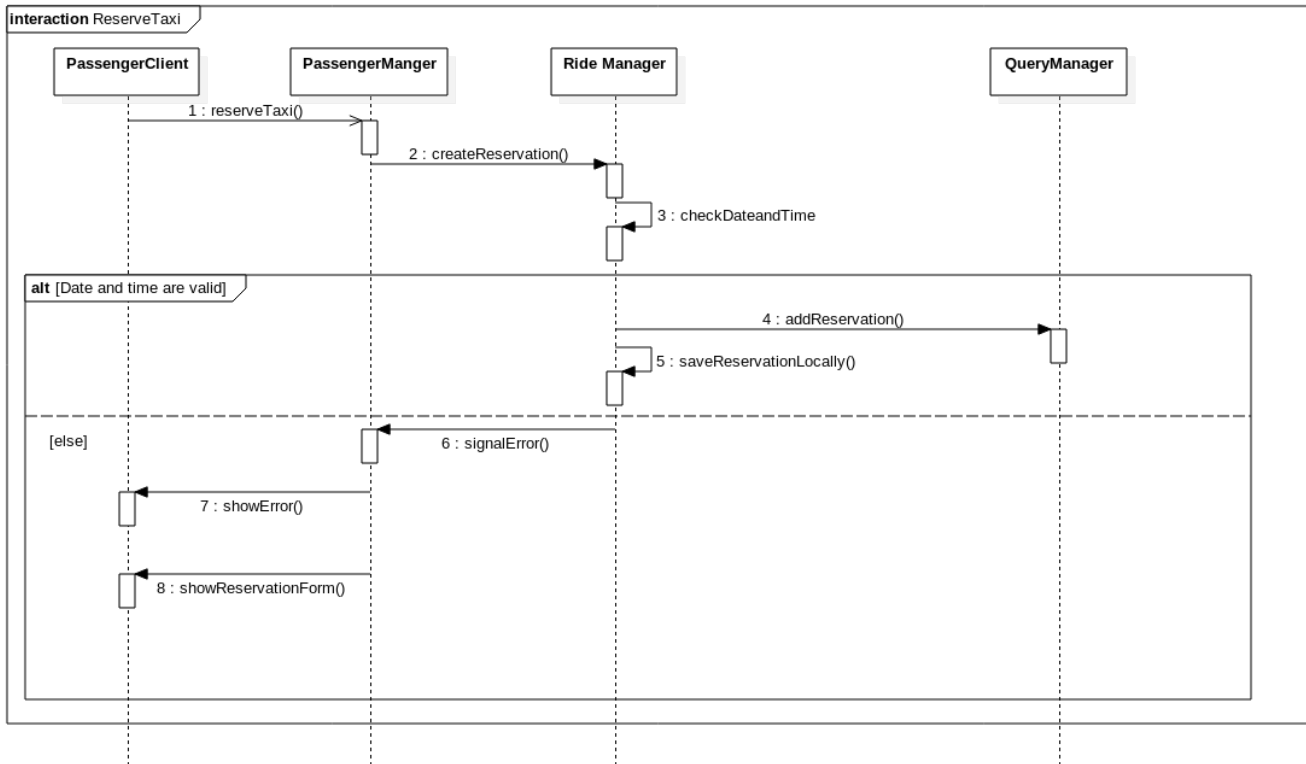 interaction ReserveTaxi
PassengerClient
PassengerManger
Ride Manager
QueryManager
1 : reserveTaxi()
2 : createReservation()
3 : checkDateandTime
alt [Date and time are valid]
4 : addReservation()
5 : saveReservationLocally()
[else]
6 : signalError()
7 : showError()
8 : showReservationForm()